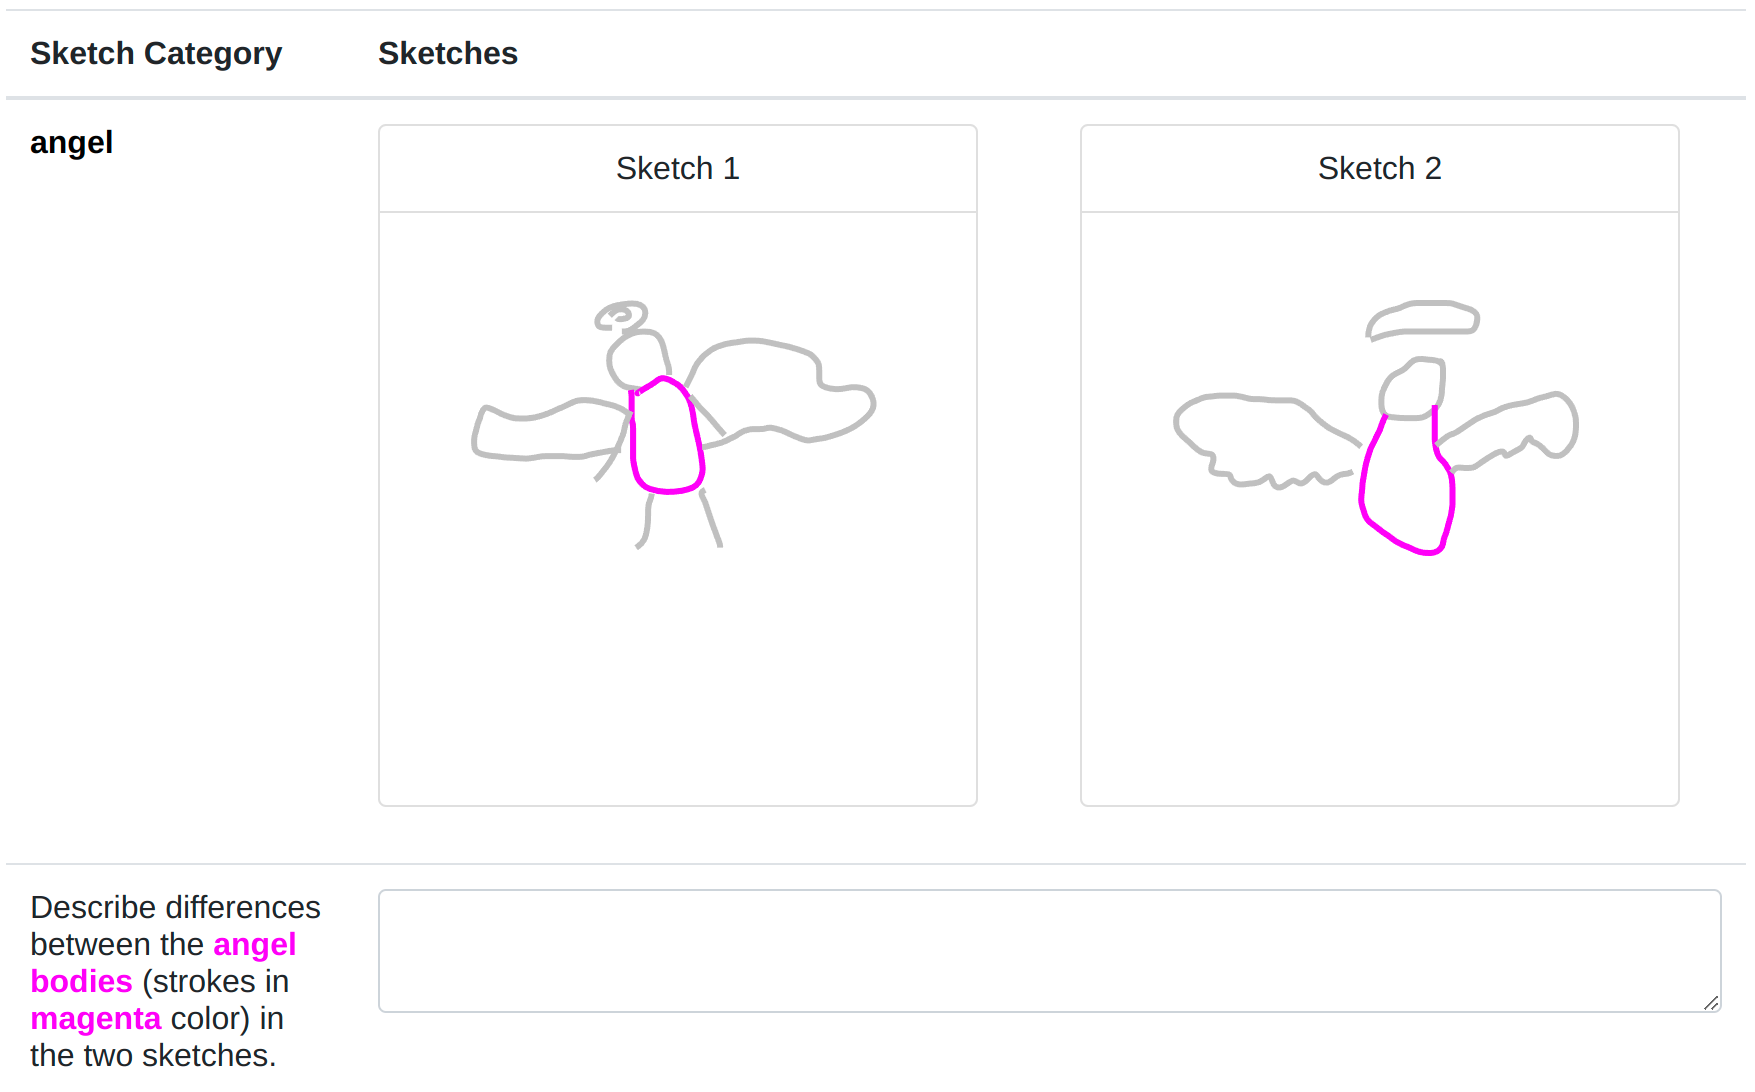 Sketch Category Sketches
angel
Sketch 1 Sketch 2
Describe differences
between the angel
bodies (strokes in
magenta color) in
the two sketches.